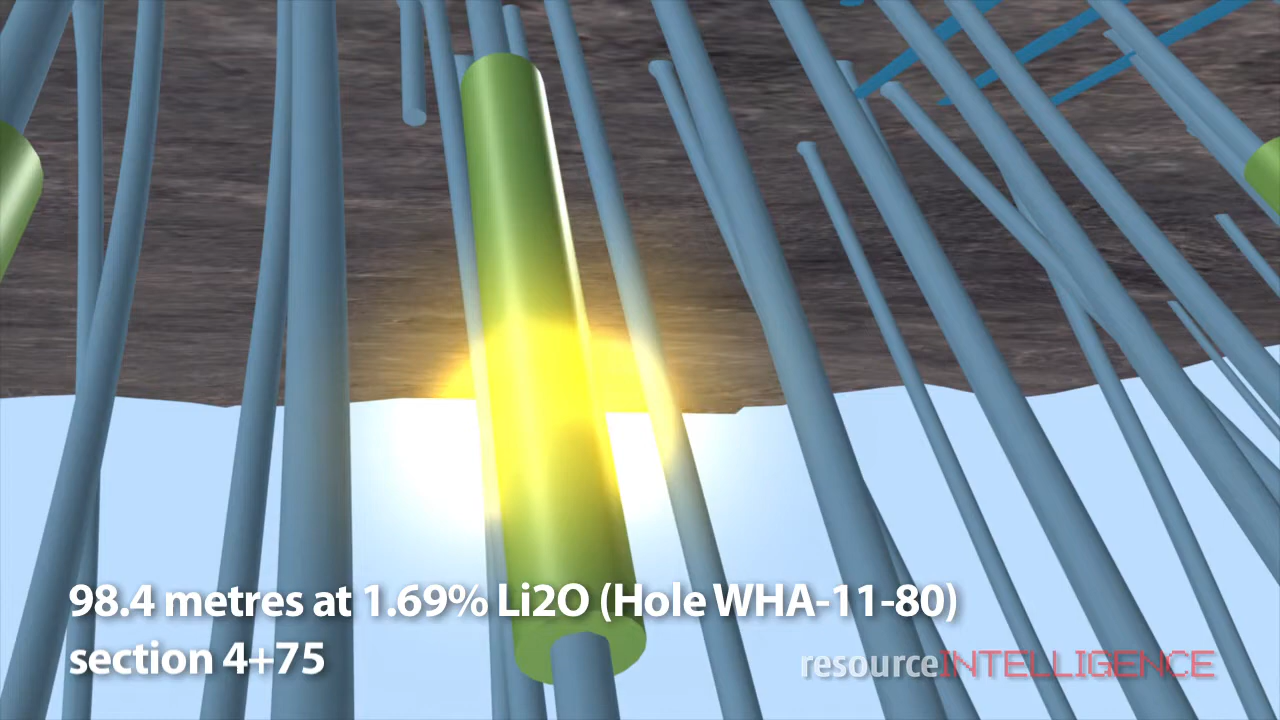 98.4 metres at 1.69% Li2O (Hole WHA-11-80)
section 4+75
resourceINTELLIGENCE